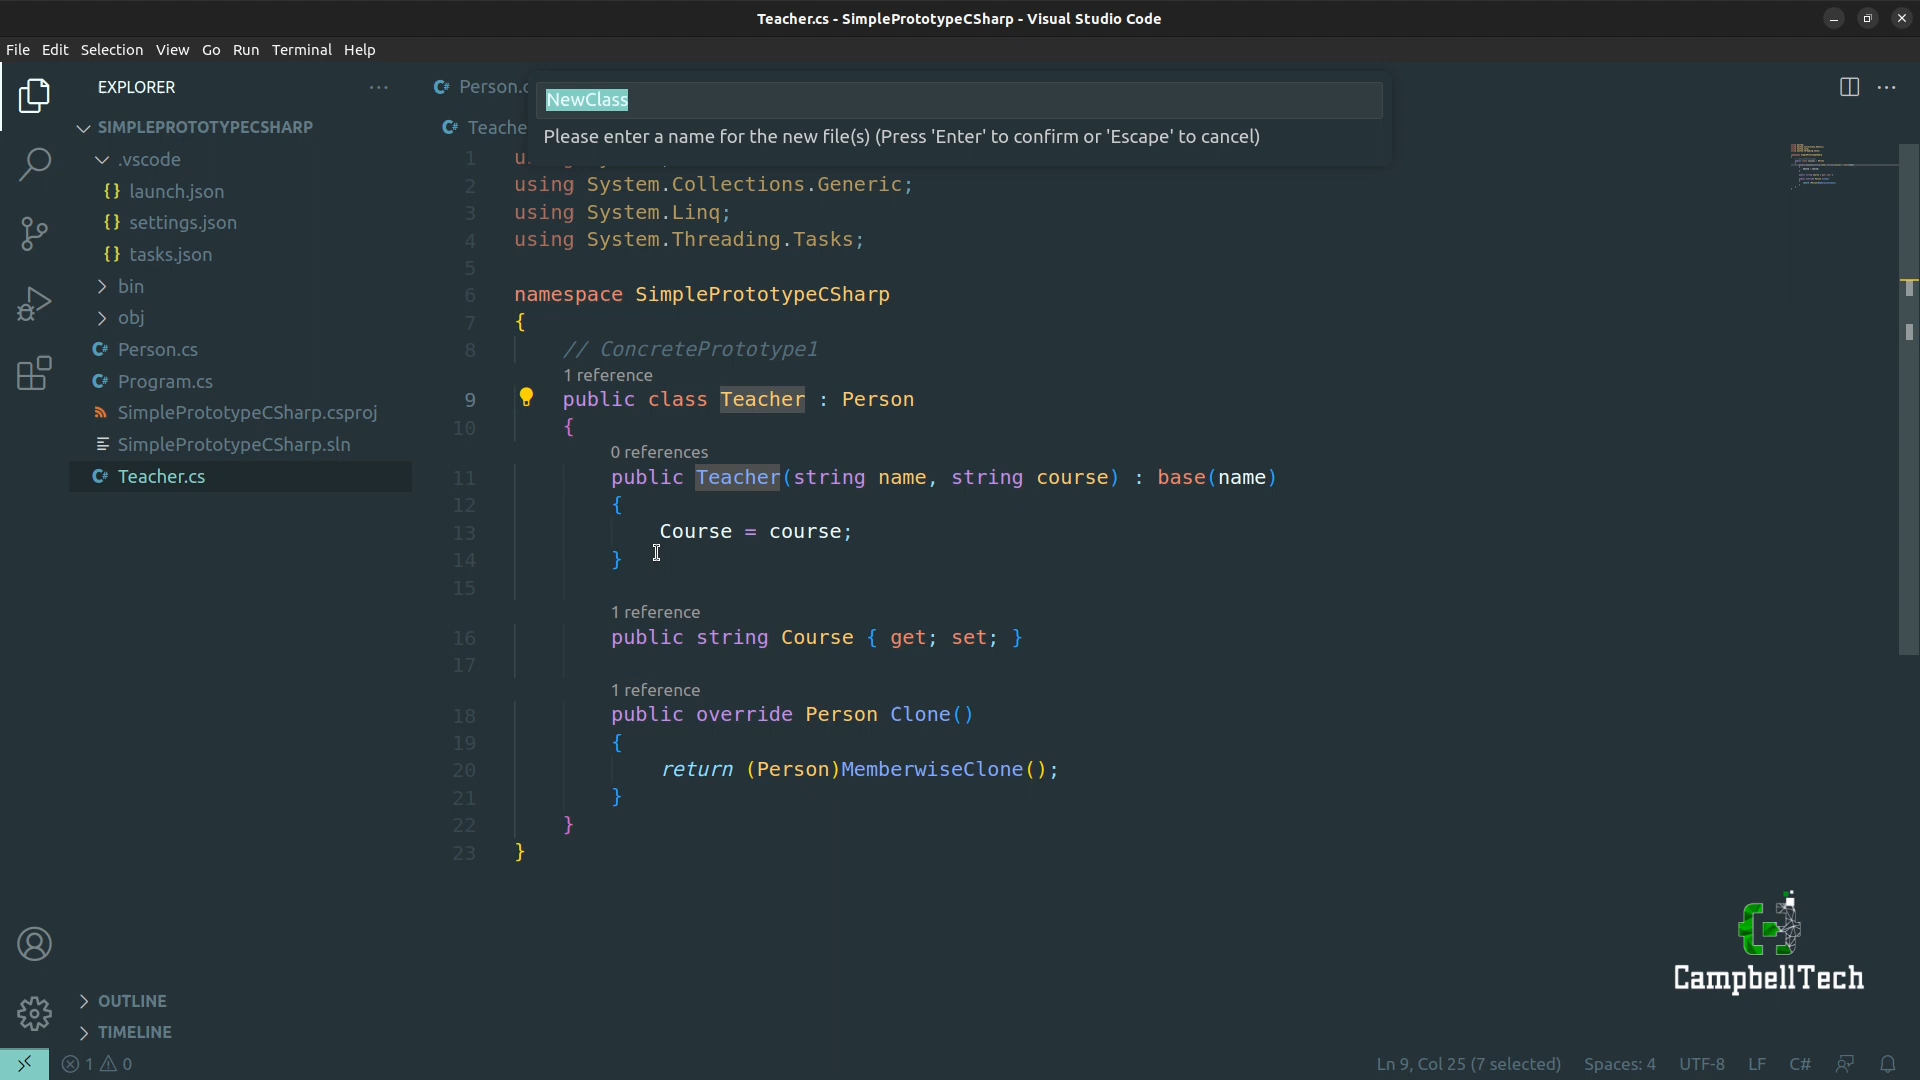 Teacher.cs - SimplePrototypeCSharp - Visual Studio Code
File Edit Selection View Go Run Terminal Help
EXPLORER
SIMPLEPROTOTYPECSHARP
.vscode
{} launch.json
{} settings.json
{} tasks.json
bin
obj
C# Person.cs
C# Program.cs
SimplePrototypeCSharp.csproj
SimplePrototypeCSharp.sln
C# Teacher.cs
OUTLINE
TIMELINE
C# Person.c
NewClass
Please enter a name for the new file(s) (Press 'Enter' to confirm or 'Escape' to cancel)
C# Teache
1 u
2 using System.Collections.Generic;
3 using System.Linq;
4 using System.Threading.Tasks;
5
6 namespace SimplePrototypeCSharp
7 {
8 // ConcretePrototype1
1 reference
9 public class Teacher : Person
10 {
0 references
11 public Teacher(string name, string course) : base(name)
12 {
13 Course = course;
14 }
15
1 reference
16 public string Course { get; set; }
17
1 reference
18 public override Person Clone()
19 {
20 return (Person)MemberwiseClone();
21 }
22 }
23 }
CampbellTech
1 0
Ln 9, Col 25 (7 selected) Spaces: 4 UTF-8 LF C#